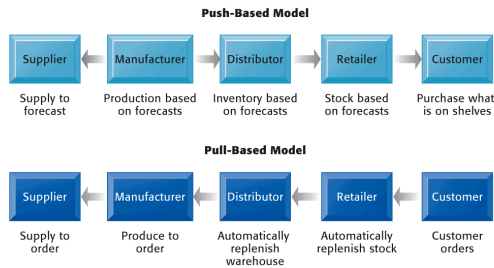 Push-Based Model
Supplier Manufacturer Distributor Retailer Customer
Supply to Production based Inventory based Stock based Purchase what
forecast on forecasts on forecasts on forecasts is on shelves
Pull-Based Model
Supplier Manufacturer Distributor Retailer Customer
Supply to Produce to Automatically Automatically Customer
order order replenish replenish stock orders
warehouse